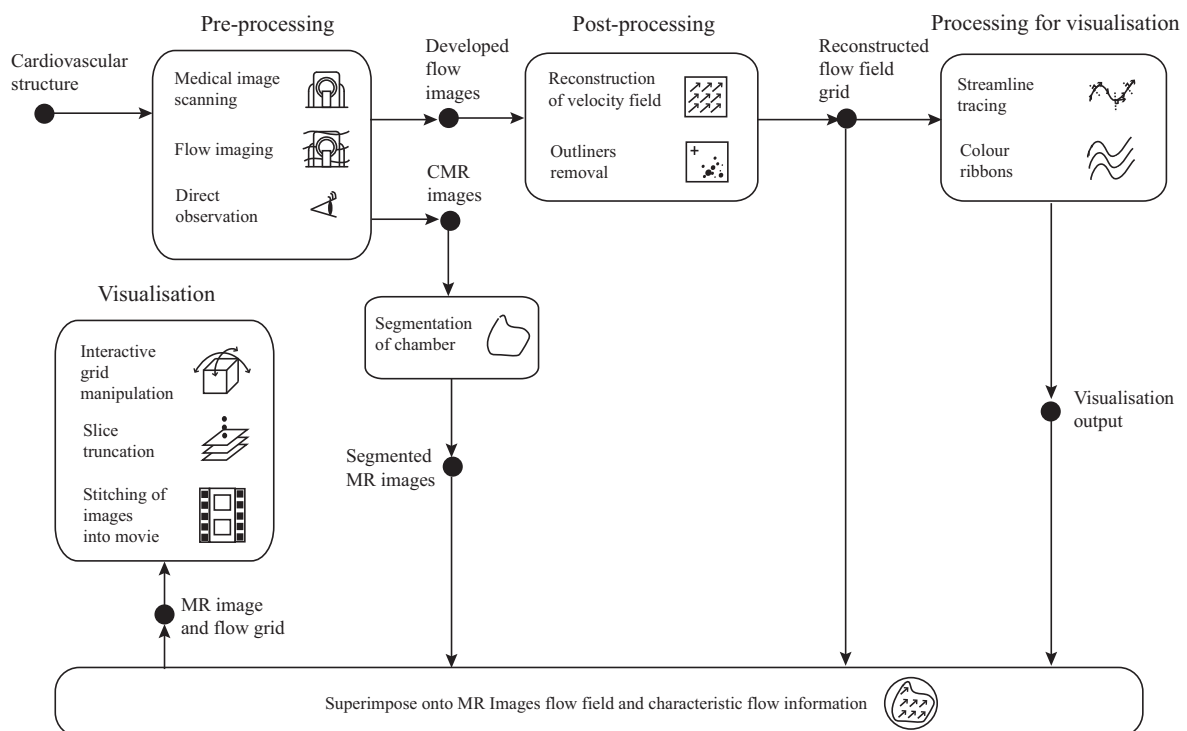 Pre-processing
Post-processing
Processing for visualisation
Cardiovascular
structure
Medical image
scanning
Flow imaging
Direct
observation
Developed
flow
images
CMR
images
Reconstruction
of velocity field
Outliners
removal
Reconstructed
flow field
grid
Streamline
tracing
Colour
ribbons
Visualisation
Interactive
grid
manipulation
Slice
truncation
Stitching of
images
into movie
Segmentation
of chamber
Segmented
MR images
Visualisation
output
MR image
and flow grid
Superimpose onto MR Images flow field and characteristic flow information